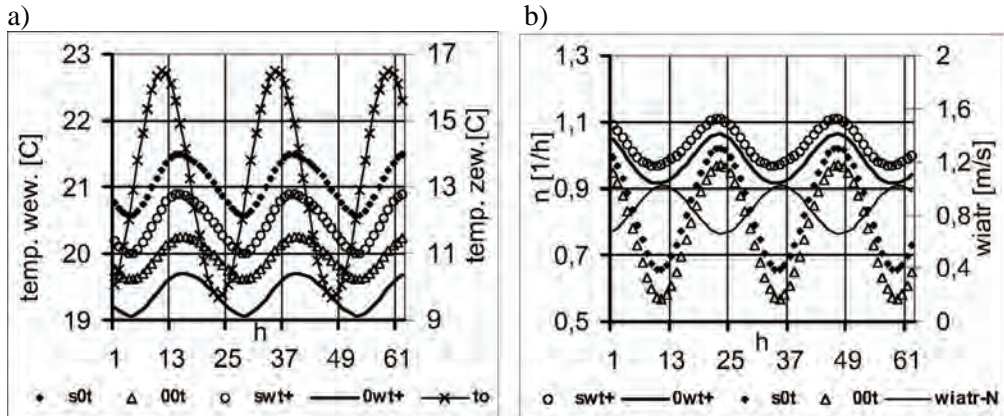 a)
23
22
21
20
19
temp. wew. [C]
17
15
13
11
9
temp. zew.[C]
1 13 25 37 49 61
h
s0t 00t swt+ 0wt+ to
b)
1,3
1,1
0,9
0,7
0,5
n [1/h]
2
1,6
1,2
0,8
0,4
0
wiatr [m/s]
1 13 25 37 49 61
h
swt+ 0wt+ s0t 00t wiatr-N